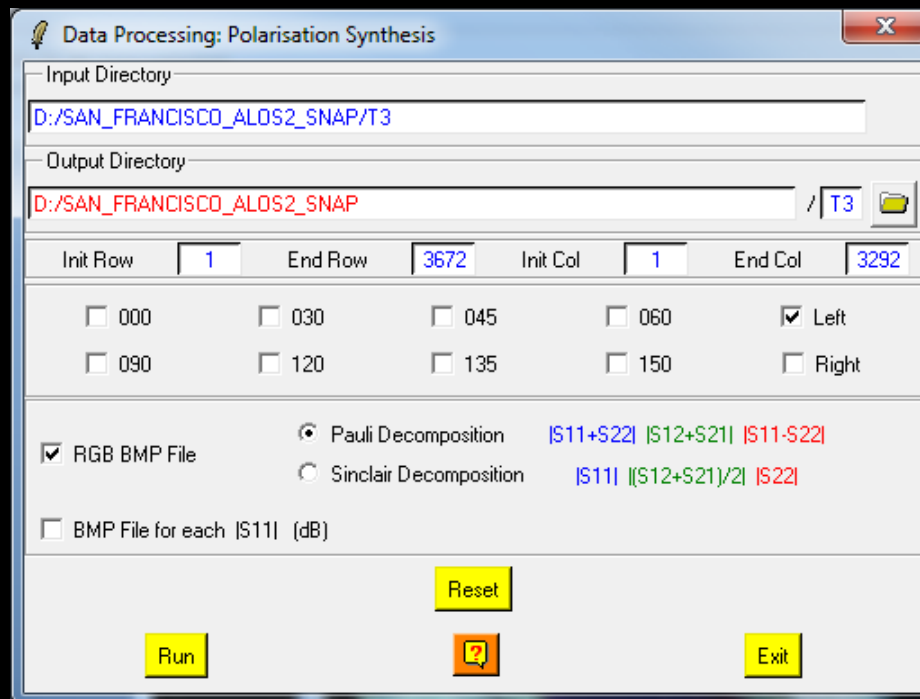 Data Processing: Polarisation Synthesis
Input Directory
D:/SAN_FRANCISCO_ALOS2_SNAP/T3
Output Directory
D:/SAN_FRANCISCO_ALOS2_SNAP / T3
Init Row 1 End Row 3672 Init Col 1 End Col 3292
000 030 045 060 Left
090 120 135 150 Right
RGB BMP File
Pauli Decomposition |S11+S22| |S12+S21| |S11-S22|
Sinclair Decomposition |S11| |(S12+S21)/2| |S22|
BMP File for each |S11| (dB)
Reset
Run ? Exit